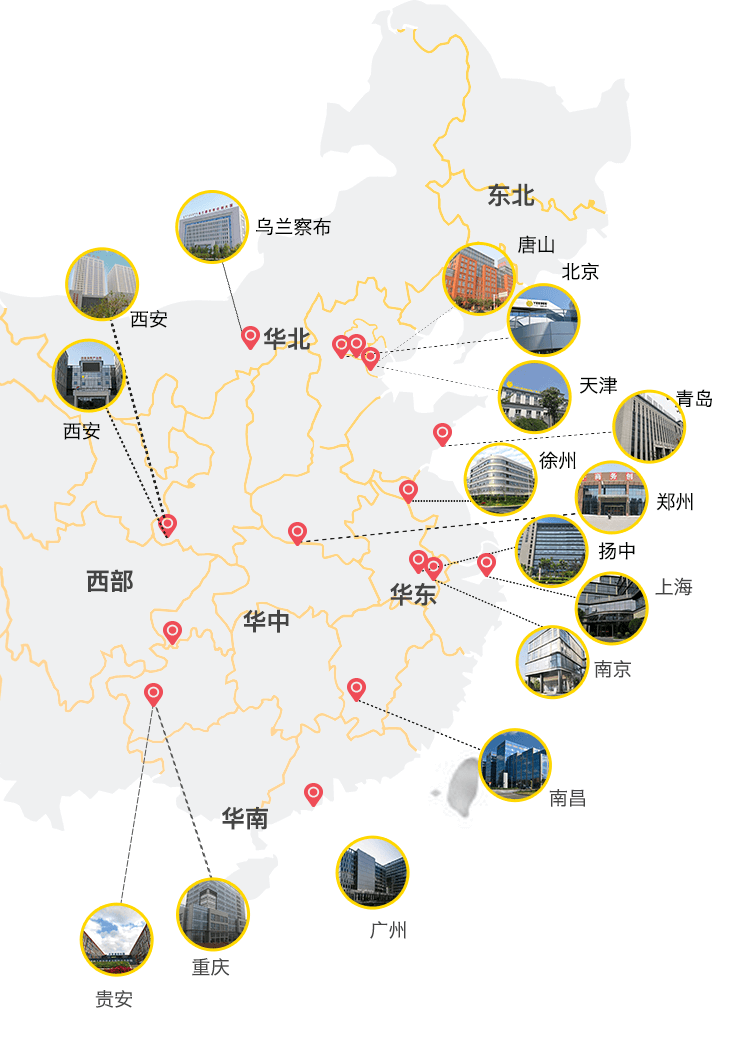 东北
乌兰察布
唐山
北京
西安
华北
天津
青岛
西安
徐州
郑州
扬中
西部
华东
上海
华中
南京
南昌
华南
广州
重庆
贵安
商务